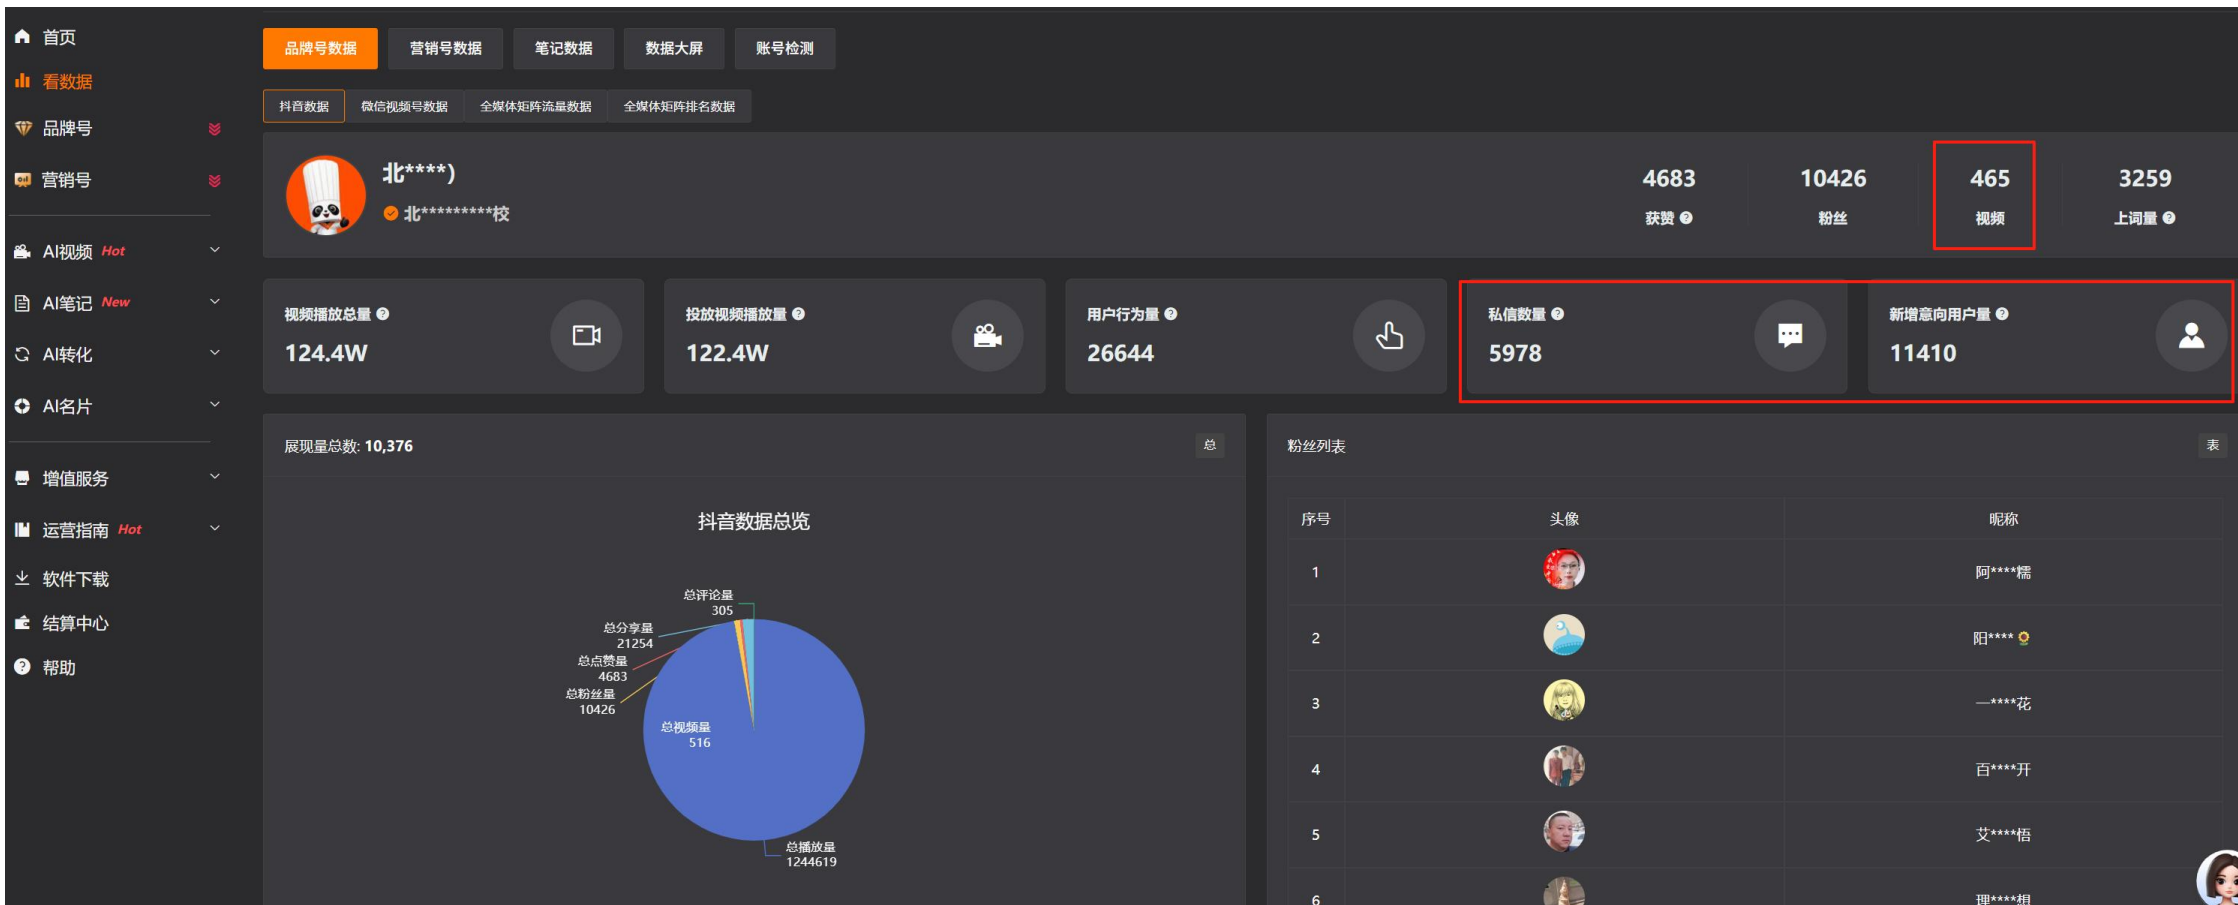 首页
看数据
品牌号
营销号
AI视频 Hot
AI笔记 New
AI转化
AI名片
增值服务
运营指南 Hot
软件下载
结算中心
帮助
品牌号数据 营销号数据 笔记数据 数据大屏 账号检测
抖音数据 微信视频号数据 全媒体矩阵流量数据 全媒体矩阵排名数据
北****)
北*********校
4683 10426 465 3259
获赞 粉丝 视频 上词量
视频播放总量 投放视频播放量 用户行为量 私信数量 新增意向用户量
124.4W 122.4W 26644 5978 11410
展现量总数: 10,376 总
抖音数据总览
总评论量
305
总分享量
21254
总点赞量
4683
总粉丝量
10426
总视频量
516
总播放量
1244619
粉丝列表 表
序号 头像 昵称
1 阿****糯
2 阳****🌻
3 一****花
4 百****开
5 艾****悟
6 理****想